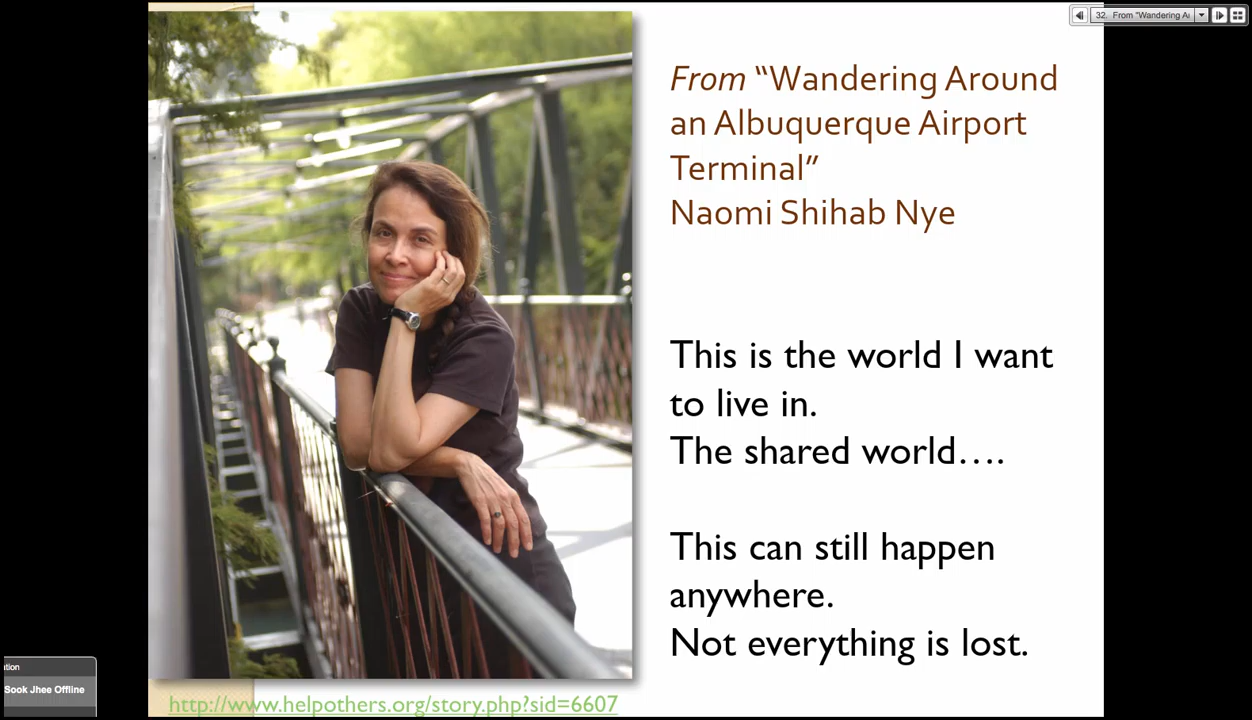 32. From "Wandering A
From “Wandering Around
an Albuquerque Airport
Terminal”
Naomi Shihab Nye
This is the world I want
to live in.
The shared world….
This can still happen
anywhere.
Not everything is lost.
http://www.helpothers.org/story.php?sid=6607
ation
Sook Jhee Offline